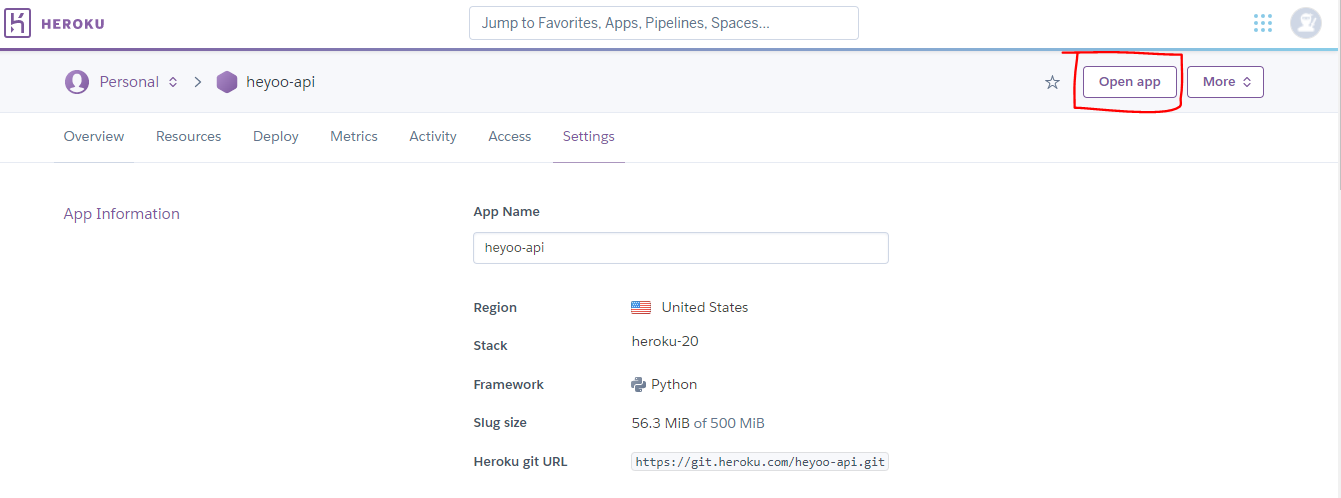 HEROKU
Jump to Favorites, Apps, Pipelines, Spaces...
Personal
heyoo-api
Open app
More
Overview Resources Deploy Metrics Activity Access Settings
App Information
App Name
heyoo-api
Region United States
Stack heroku-20
Framework Python
Slug size 56.3 MiB of 500 MiB
Heroku git URL https://git.heroku.com/heyoo-api.git